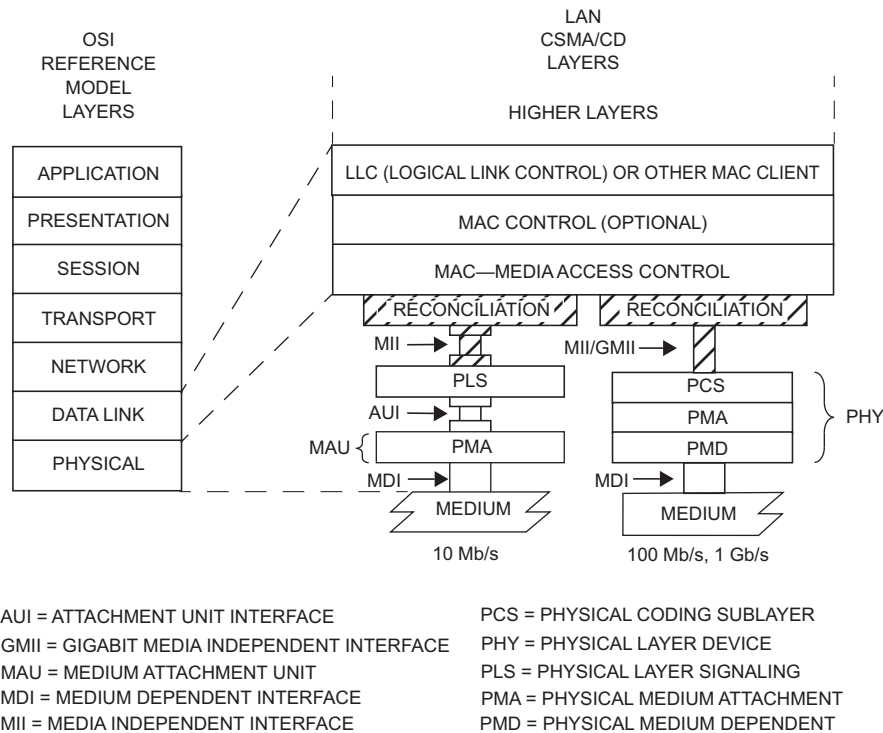 OSI
REFERENCE
MODEL
LAYERS
APPLICATION
PRESENTATION
SESSION
TRANSPORT
NETWORK
DATA LINK
PHYSICAL
LAN
CSMA/CD
LAYERS
HIGHER LAYERS
LLC (LOGICAL LINK CONTROL) OR OTHER MAC CLIENT
MAC CONTROL (OPTIONAL)
MAC—MEDIA ACCESS CONTROL
RECONCILIATION
MII
PLS
AUI
MAU
PMA
MDI
MEDIUM
10 Mb/s
RECONCILIATION
MII/GMII
PCS
PMA
PMD
PHY
MDI
MEDIUM
100 Mb/s, 1 Gb/s
AUI = ATTACHMENT UNIT INTERFACE
GMII = GIGABIT MEDIA INDEPENDENT INTERFACE
MAU = MEDIUM ATTACHMENT UNIT
MDI = MEDIUM DEPENDENT INTERFACE
MII = MEDIA INDEPENDENT INTERFACE
PCS = PHYSICAL CODING SUBLAYER
PHY = PHYSICAL LAYER DEVICE
PLS = PHYSICAL LAYER SIGNALING
PMA = PHYSICAL MEDIUM ATTACHMENT
PMD = PHYSICAL MEDIUM DEPENDENT